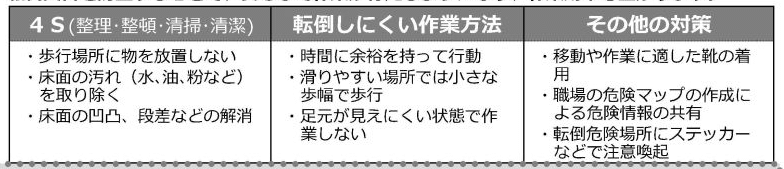 ４Ｓ(整理・整頓・清掃・清潔)
・歩行場所に物を放置しない
・床面の汚れ（水、油、粉など）
を取り除く
・床面の凹凸、段差などの解消
転倒しにくい作業方法
・時間に余裕を持って行動
・滑りやすい場所では小さな
歩幅で歩行
・足元が見えにくい状態で作
業しない
その他の対策
・移動や作業に適した靴の着
用
・職場の危険マップの作成に
よる危険情報の共有
・転倒危険場所にステッカー
などで注意喚起